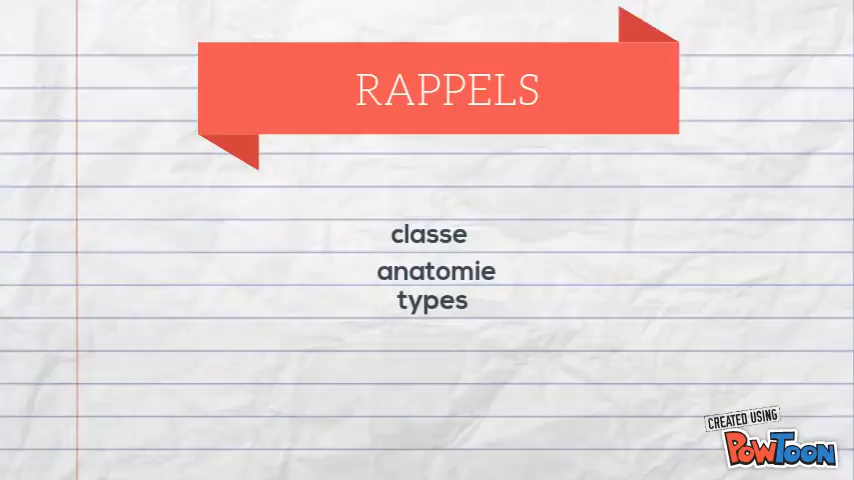 RAPPELS
classe
anatomie
types
CREATED USING
POWTOON